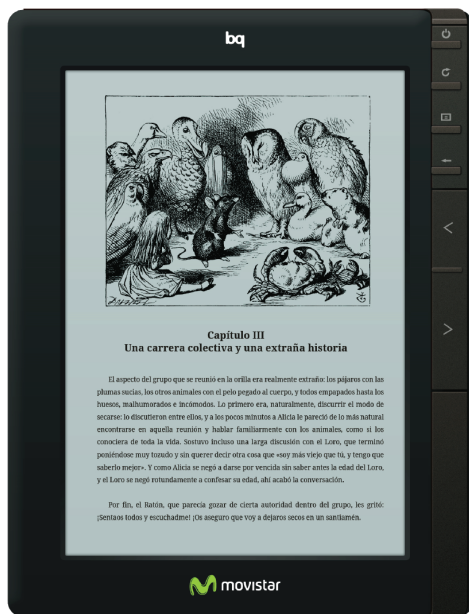 bq
Capítulo III
Una carrera colectiva y una extraña historia
El aspecto del grupo que se reunió en la orilla era realmente extraño: los pájaros con las
plumas sucias, los otros animales con el pelo pegado al cuerpo, y todos empapados hasta los
huesos, malhumorados e incómodos. Lo primero era, naturalmente, discurrir el modo de
secarse: lo discutieron entre ellos, y a los pocos minutos a Alicia le pareció de lo más natural
encontrarse en aquella reunión y hablar familiarmente con los animales, como si los
conociera de toda la vida. Sostuvo incluso una larga discusión con el Loro, que terminó
poniéndose muy tozudo y sin querer decir otra cosa que «soy más viejo que tú, y tengo que
saberlo mejor». Y como Alicia se negó a darse por vencida sin saber antes la edad del Loro,
y el Loro se negó rotundamente a confesar su edad, ahí acabó la conversación.
Por fin, el Ratón, que parecía gozar de cierta autoridad dentro del grupo, les gritó:
¡Sentaos todos y escuchadme! ¡Os aseguro que voy a dejaros secos en un santiamén.
movistar